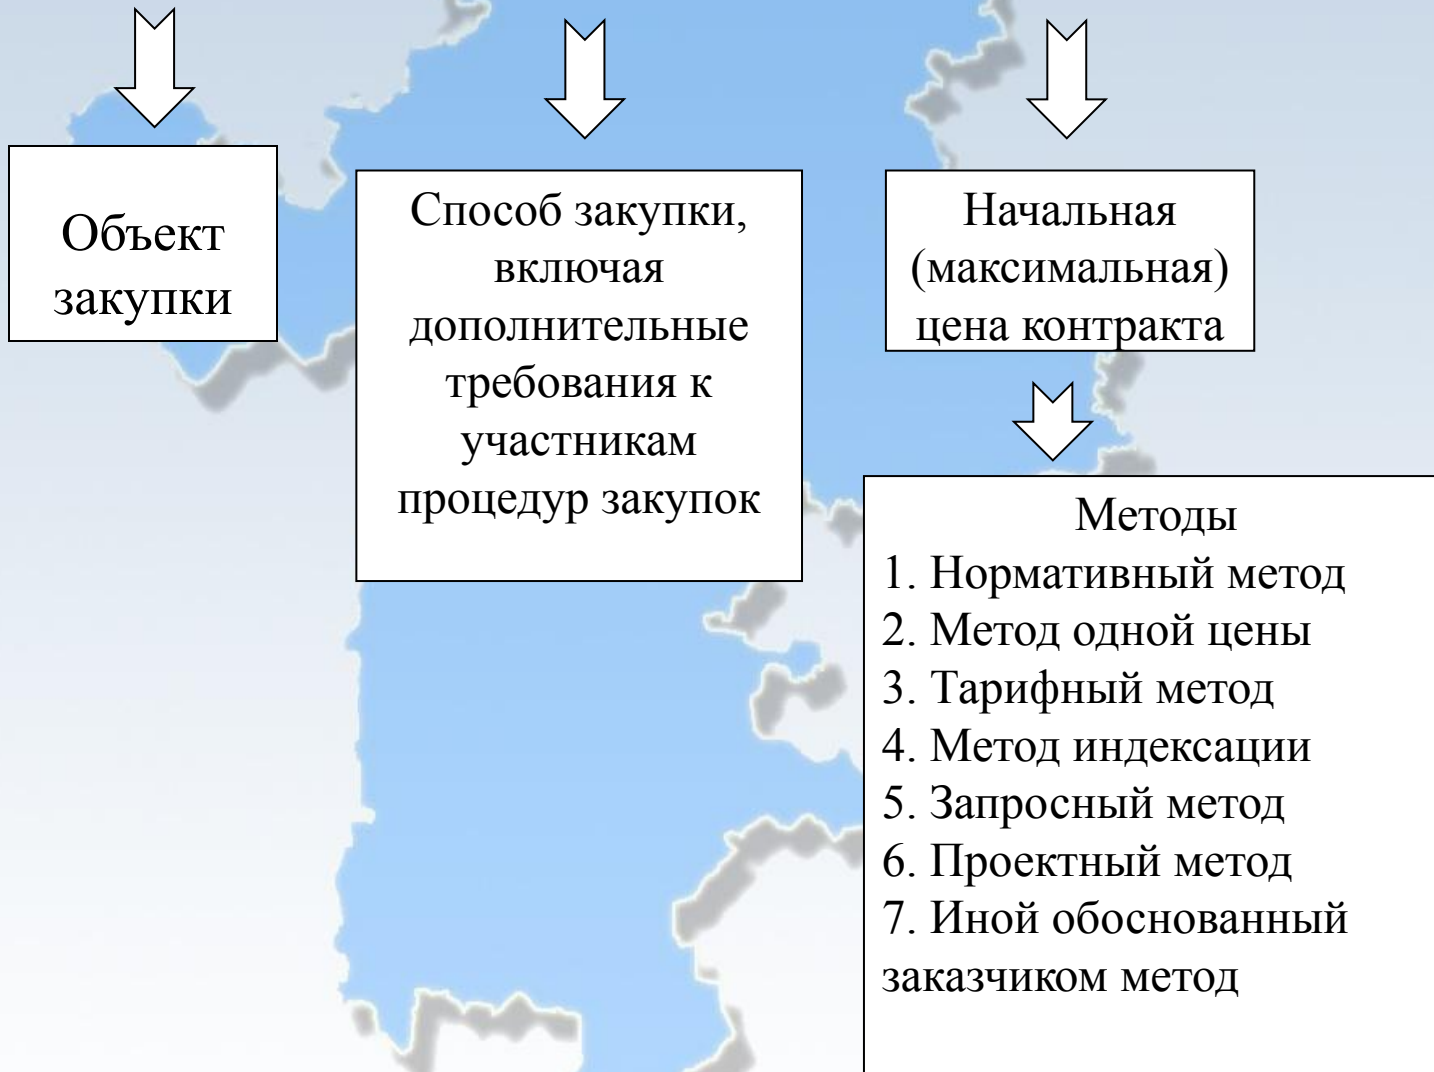 Объект
закупки
Способ закупки,
включая
дополнительные
требования к
участникам
процедур закупок
Начальная
(максимальная)
цена контракта
Методы
1. Нормативный метод
2. Метод одной цены
3. Тарифный метод
4. Метод индексации
5. Запросный метод
6. Проектный метод
7. Иной обоснованный
заказчиком метод